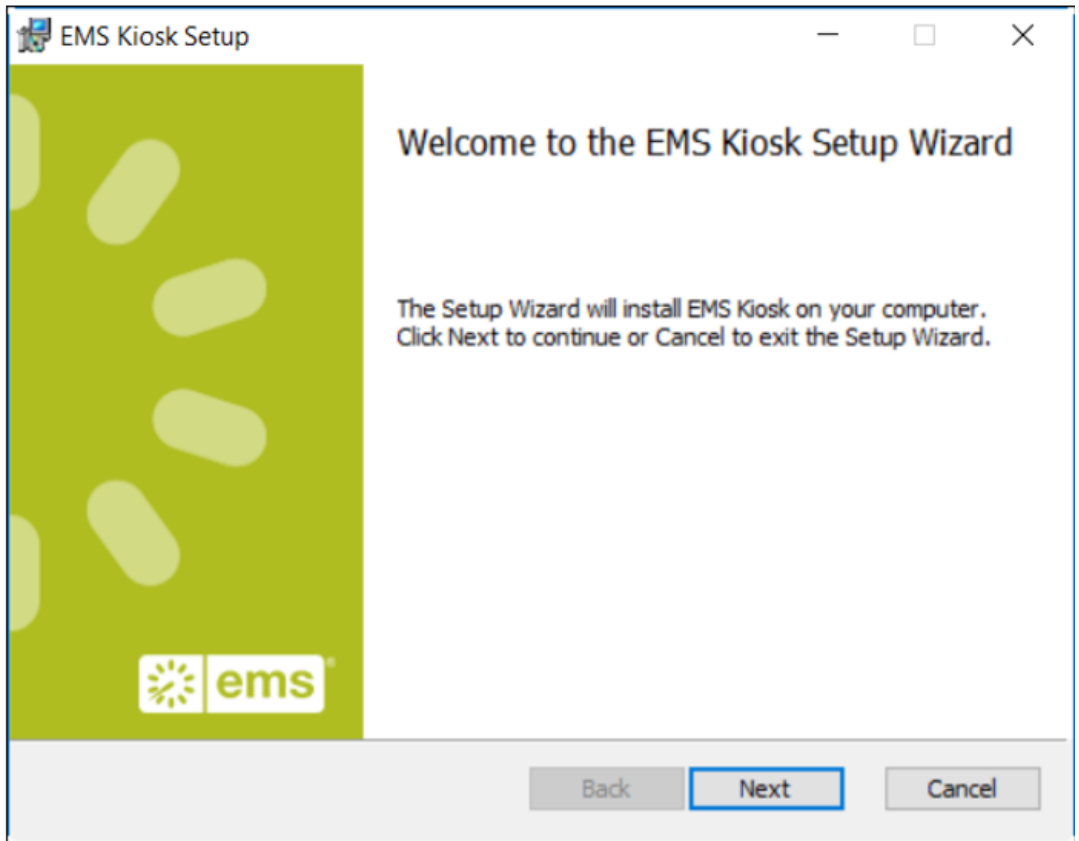 EMS Kiosk Setup
Welcome to the EMS Kiosk Setup Wizard
The Setup Wizard will install EMS Kiosk on your computer.
Click Next to continue or Cancel to exit the Setup Wizard.
ems®
Back Next Cancel